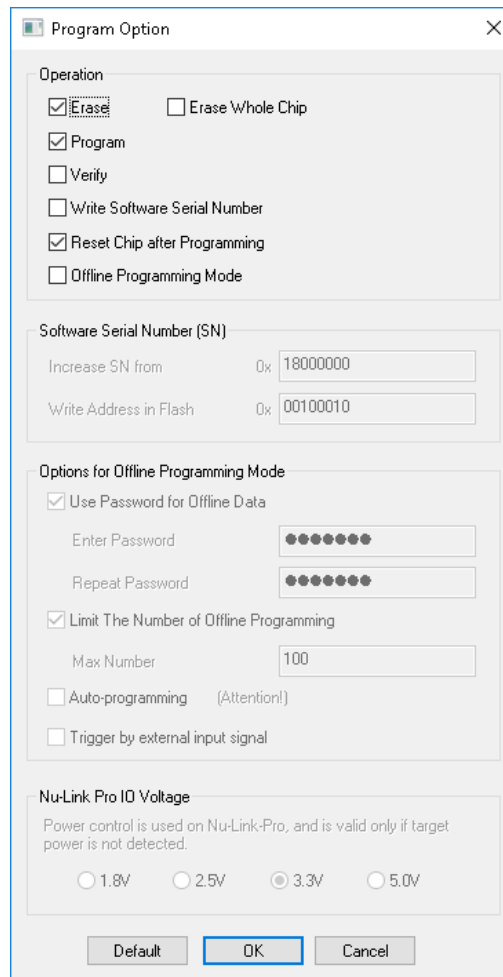 Program Option
Operation
Erase Erase Whole Chip
Program
Verify
Write Software Serial Number
Reset Chip after Programming
Offline Programming Mode
Software Serial Number (SN)
Increase SN from 0x 18000000
Write Address in Flash 0x 00100010
Options for Offline Programming Mode
Use Password for Offline Data
Enter Password ●●●●●●●
Repeat Password ●●●●●●●
Limit The Number of Offline Programming
Max Number 100
Auto-programming (Attention!)
Trigger by external input signal
Nu-Link Pro IO Voltage
Power control is used on Nu-Link-Pro, and is valid only if target
power is not detected.
1.8V 2.5V 3.3V 5.0V
Default OK Cancel